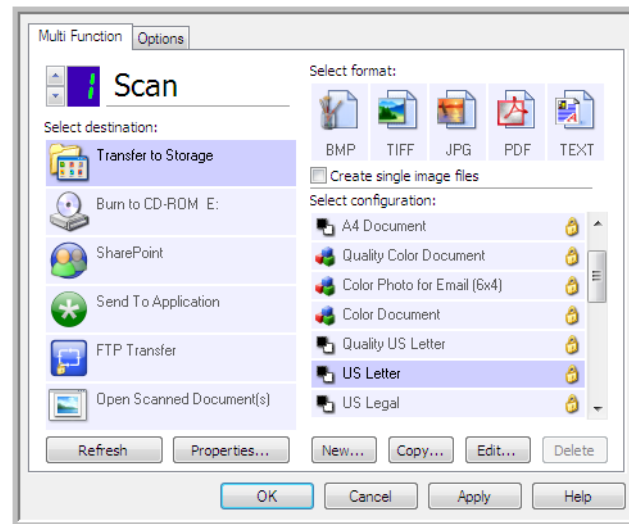 Multi Function
Options
1
Scan
Select destination:
Transfer to Storage
Burn to CD-ROM E:
SharePoint
Send To Application
FTP Transfer
Open Scanned Document(s)
Refresh
Properties...
Select format:
BMP
TIFF
JPG
PDF
TEXT
Create single image files
Select configuration:
A4 Document
Quality Color Document
Color Photo for Email (6x4)
Color Document
Quality US Letter
US Letter
US Legal
New...
Copy...
Edit...
Delete
OK
Cancel
Apply
Help